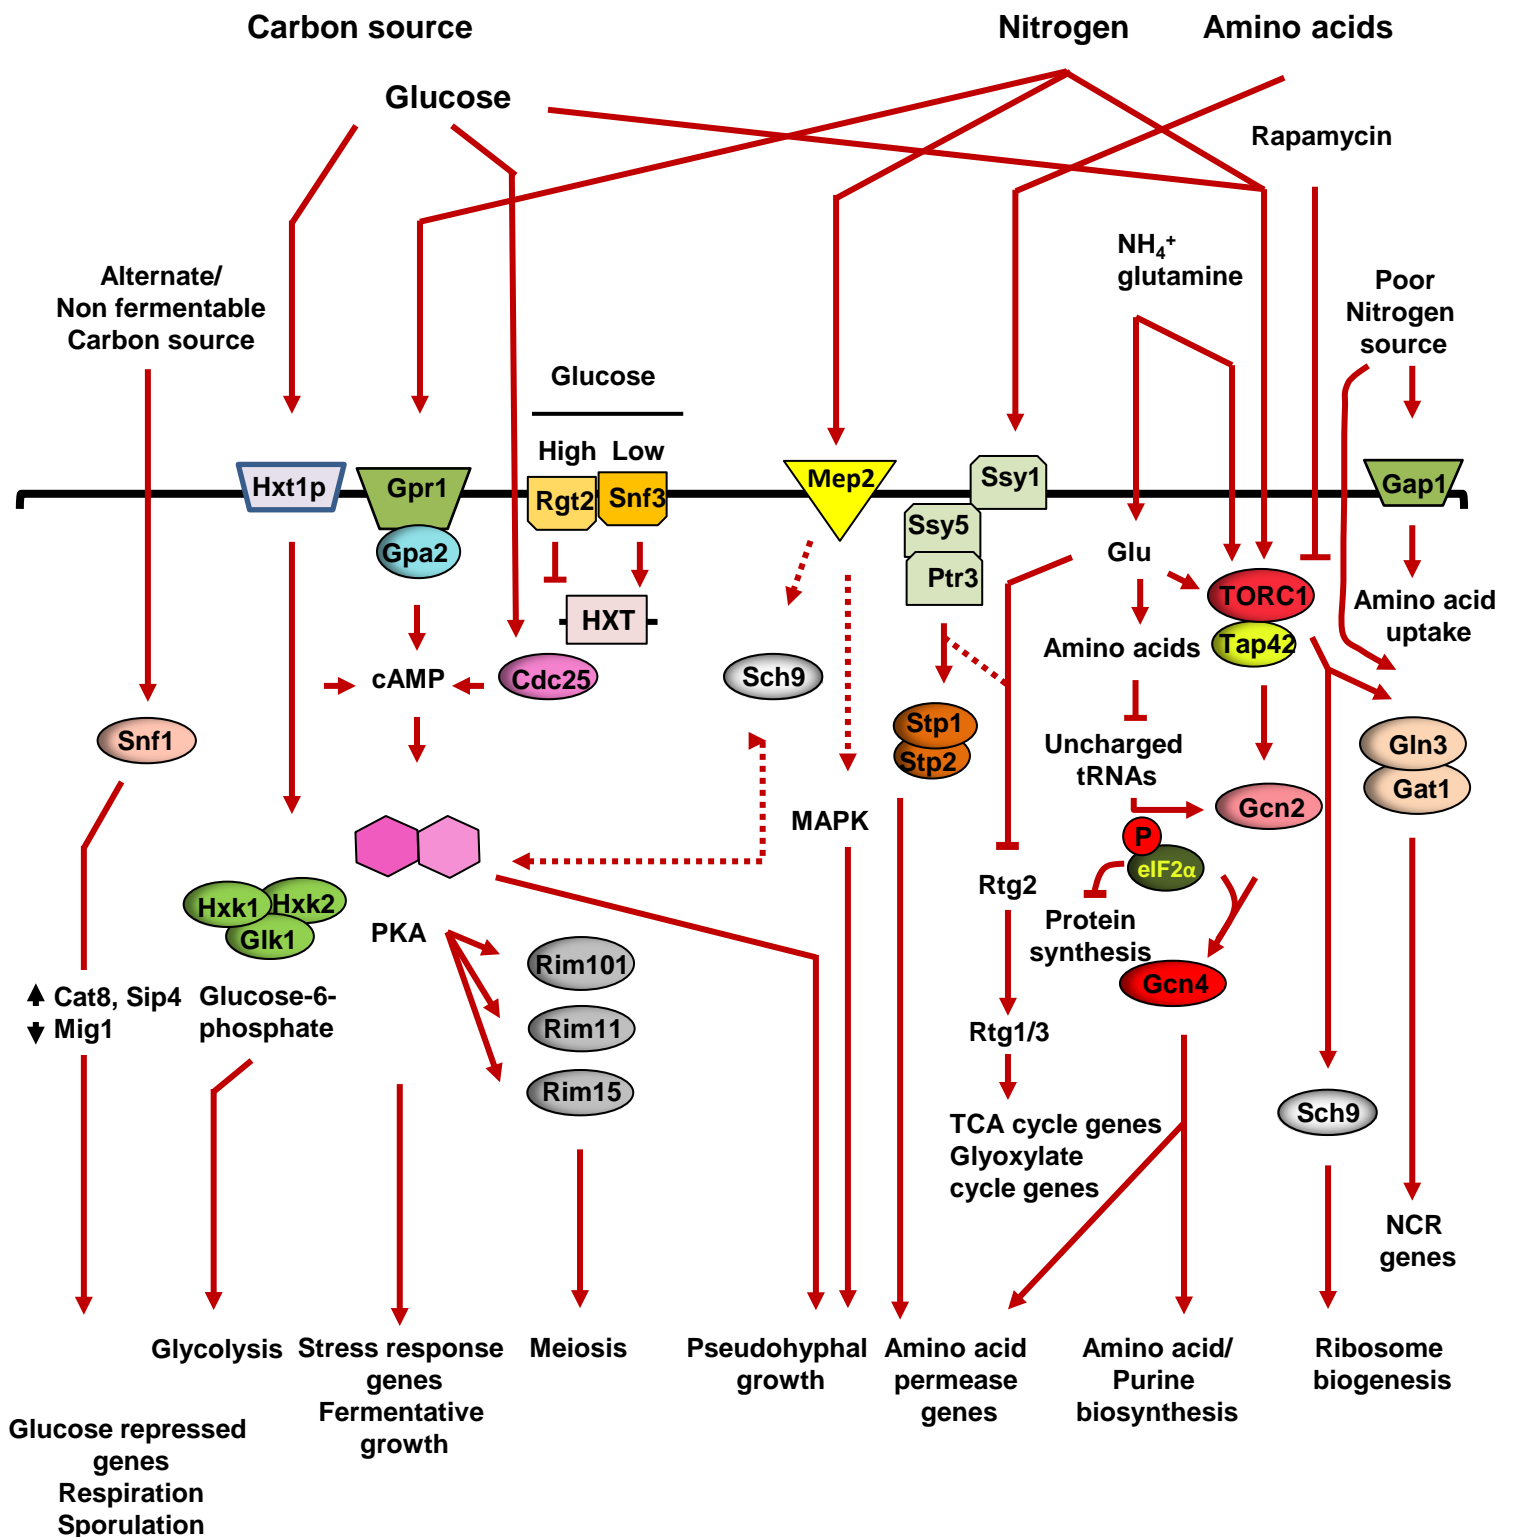 Carbon source
Nitrogen
Amino acids
Glucose
Rapamycin
NH₄⁺
glutamine
Alternate/
Non fermentable
Carbon source
Poor
Nitrogen
source
Glucose
High
Low
Hxt1p
Gpr1
Gpa2
Rgt2
Snf3
Mep2
Ssy1
Ssy5
Ptr3
Gap1
Glu
TORC1
Tap42
Amino acid
uptake
HXT
Amino acids
cAMP
Cdc25
Sch9
Snf1
Stp1
Stp2
Uncharged
tRNAs
Gln3
Gat1
MAPK
Gcn2
P
eIF2α
Hxk1
Hxk2
Glk1
PKA
Rtg2
Protein
synthesis
Rim101
Gcn4
Cat8, Sip4
Mig1
Glucose-6-
phosphate
Rim11
Rtg1/3
Rim15
Sch9
TCA cycle genes
Glyoxylate
cycle genes
NCR
genes
Glycolysis
Stress response
genes
Fermentative
growth
Meiosis
Pseudohyphal
growth
Amino acid
permease
genes
Amino acid/
Purine
biosynthesis
Ribosome
biogenesis
Glucose repressed
genes
Respiration
Sporulation